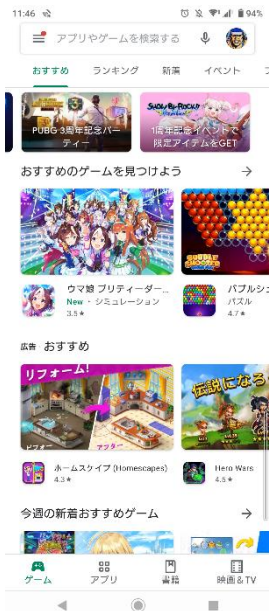 11:46
94%
アプリやゲームを検索する
おすすめ
ランキング
新着
イベント
PUBG 3周年記念パー
ティー
SHOW BY ROCK!!
1周年記念イベントで
限定アイテムをGET
おすすめのゲームを見つけよう
ウマ娘 プリティーダー...
New・シミュレーション
3.5★
BUBBLE
バブルシュ
パズル
4.7★
広告 おすすめ
リフォーム!
ビフォー
アフター
伝説になる
ホームスケイプ (Homescapes)
4.3★
Hero Wars
4.5★
今週の新着おすすめゲーム
ゲーム
アプリ
書籍
映画&TV